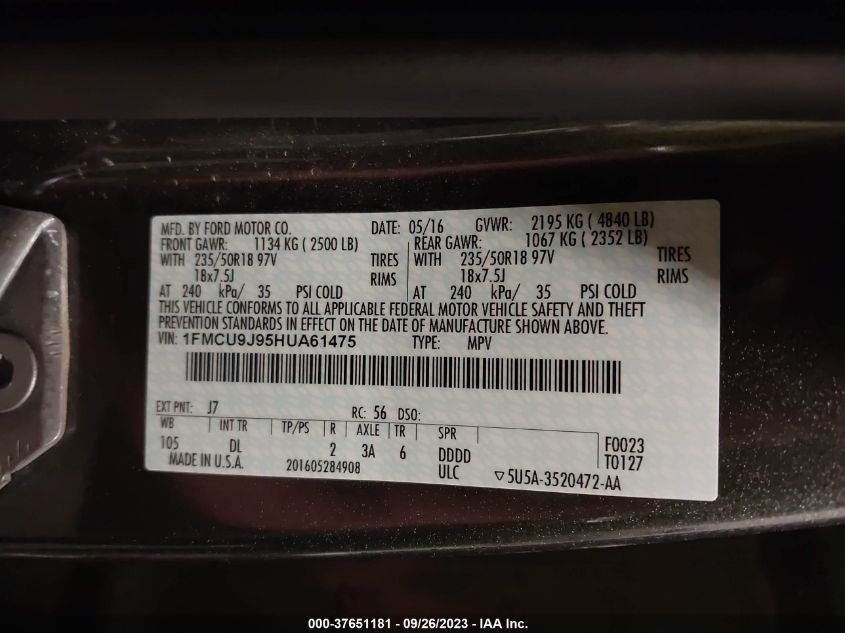 MFD. BY FORD MOTOR CO. DATE: 05/16 GVWR: 2195 KG ( 4840 LB)
FRONT GAWR: 1134 KG ( 2500 LB) REAR GAWR: 1067 KG ( 2352 LB)
WITH 235/50R18 97V TIRES WITH 235/50R18 97V TIRES
18x7.5J RIMS 18x7.5J RIMS
AT 240 kPa/ 35 PSI COLD AT 240 kPa/ 35 PSI COLD
THIS VEHICLE CONFORMS TO ALL APPLICABLE FEDERAL MOTOR VEHICLE SAFETY AND THEFT
PREVENTION STANDARDS IN EFFECT ON THE DATE OF MANUFACTURE SHOWN ABOVE.
VIN: 1FMCU9J95HUA61475 TYPE: MPV
EXT PNT: J7 RC: 56 DSO:
WB INT TR TP/PS R AXLE TR SPR F0023
105 DL 2 3A 6 DDDD T0127
MADE IN U.S.A. 201605284908 ULC ▽5U5A-3520472-AA
000-37651181 - 09/26/2023 - IAA Inc.